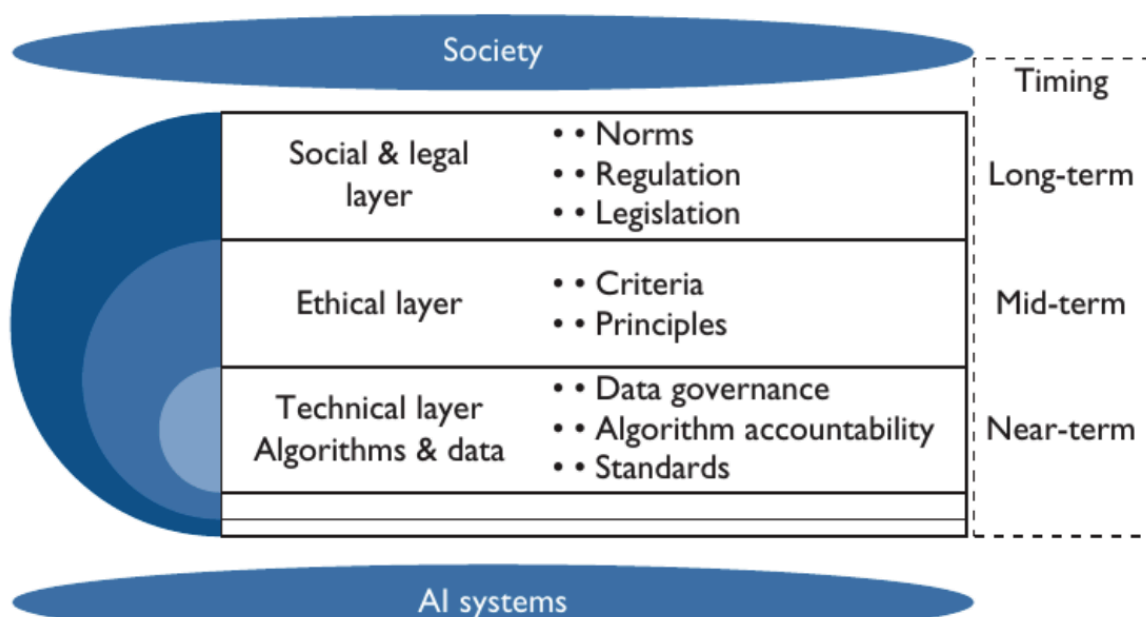 Society
Timing
Social & legal
layer
• • Norms
• • Regulation
• • Legislation
Long-term
Ethical layer
• • Criteria
• • Principles
Mid-term
Technical layer
Algorithms & data
• • Data governance
• • Algorithm accountability
• • Standards
Near-term
AI systems